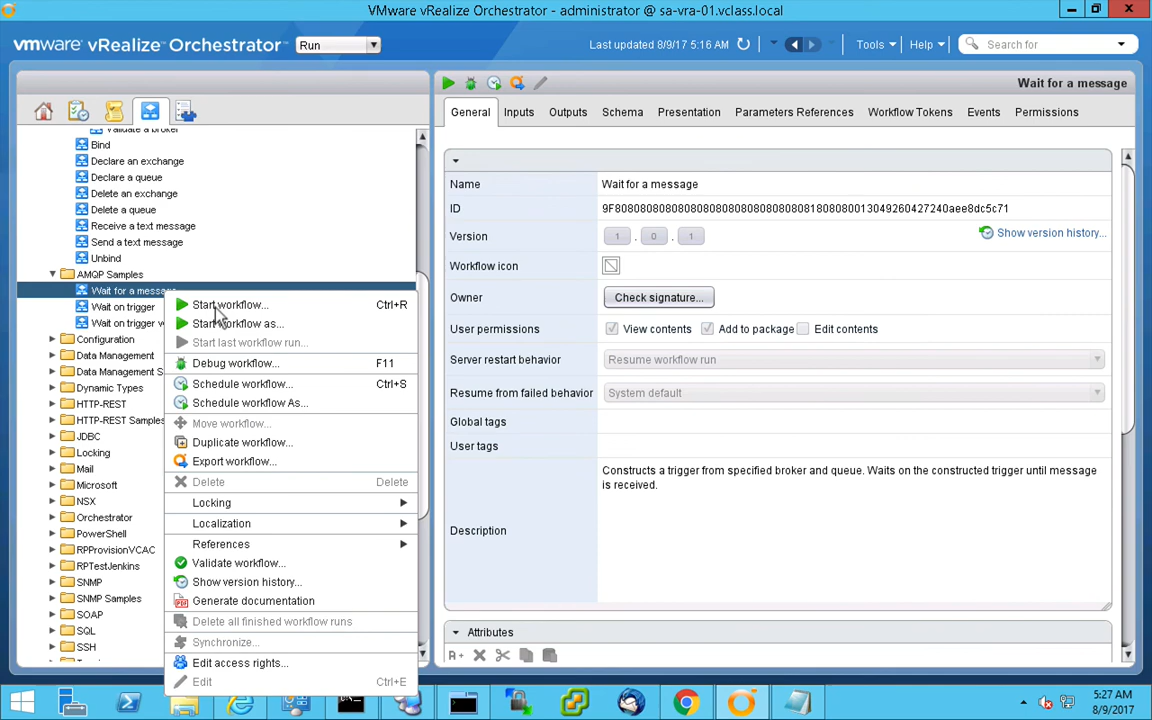 VMware vRealize Orchestrator - administrator @ sa-vra-01.vclass.local
vmware vRealize Orchestrator
Run
Last updated 8/9/17 5:16 AM
Tools
Help
Search for
Wait for a message
General
Inputs
Outputs
Schema
Presentation
Parameters References
Workflow Tokens
Events
Permissions
Validate a broker
Bind
Declare an exchange
Declare a queue
Delete an exchange
Delete a queue
Receive a text message
Send a text message
Unbind
AMQP Samples
Wait for a message
Wait on trigger
Wait on trigger
Configuration
Data Management
Data Management S
Dynamic Types
HTTP-REST
HTTP-REST Samples
JDBC
Locking
Mail
Microsoft
NSX
Orchestrator
PowerShell
RPProvisionVCAC
RPTestJenkins
SNMP
SNMP Samples
SOAP
SQL
SSH
Start workflow... Ctrl+R
Start workflow as...
Start last workflow run...
Debug workflow... F11
Schedule workflow... Ctrl+S
Schedule workflow As...
Move workflow...
Duplicate workflow...
Export workflow...
Delete Delete
Locking
Localization
References
Validate workflow...
Show version history...
Generate documentation
Delete all finished workflow runs
Synchronize...
Edit access rights...
Edit Ctrl+E
Name Wait for a message
ID
Version 1 . 0 . 1 Show version history...
Workflow icon
Owner Check signature...
User permissions View contents Add to package Edit contents
Server restart behavior Resume workflow run
Resume from failed behavior System default
Global tags
User tags
Constructs a trigger from specified broker and queue. Waits on the constructed trigger until message
is received.
Description
Attributes
5:27 AM
8/9/2017